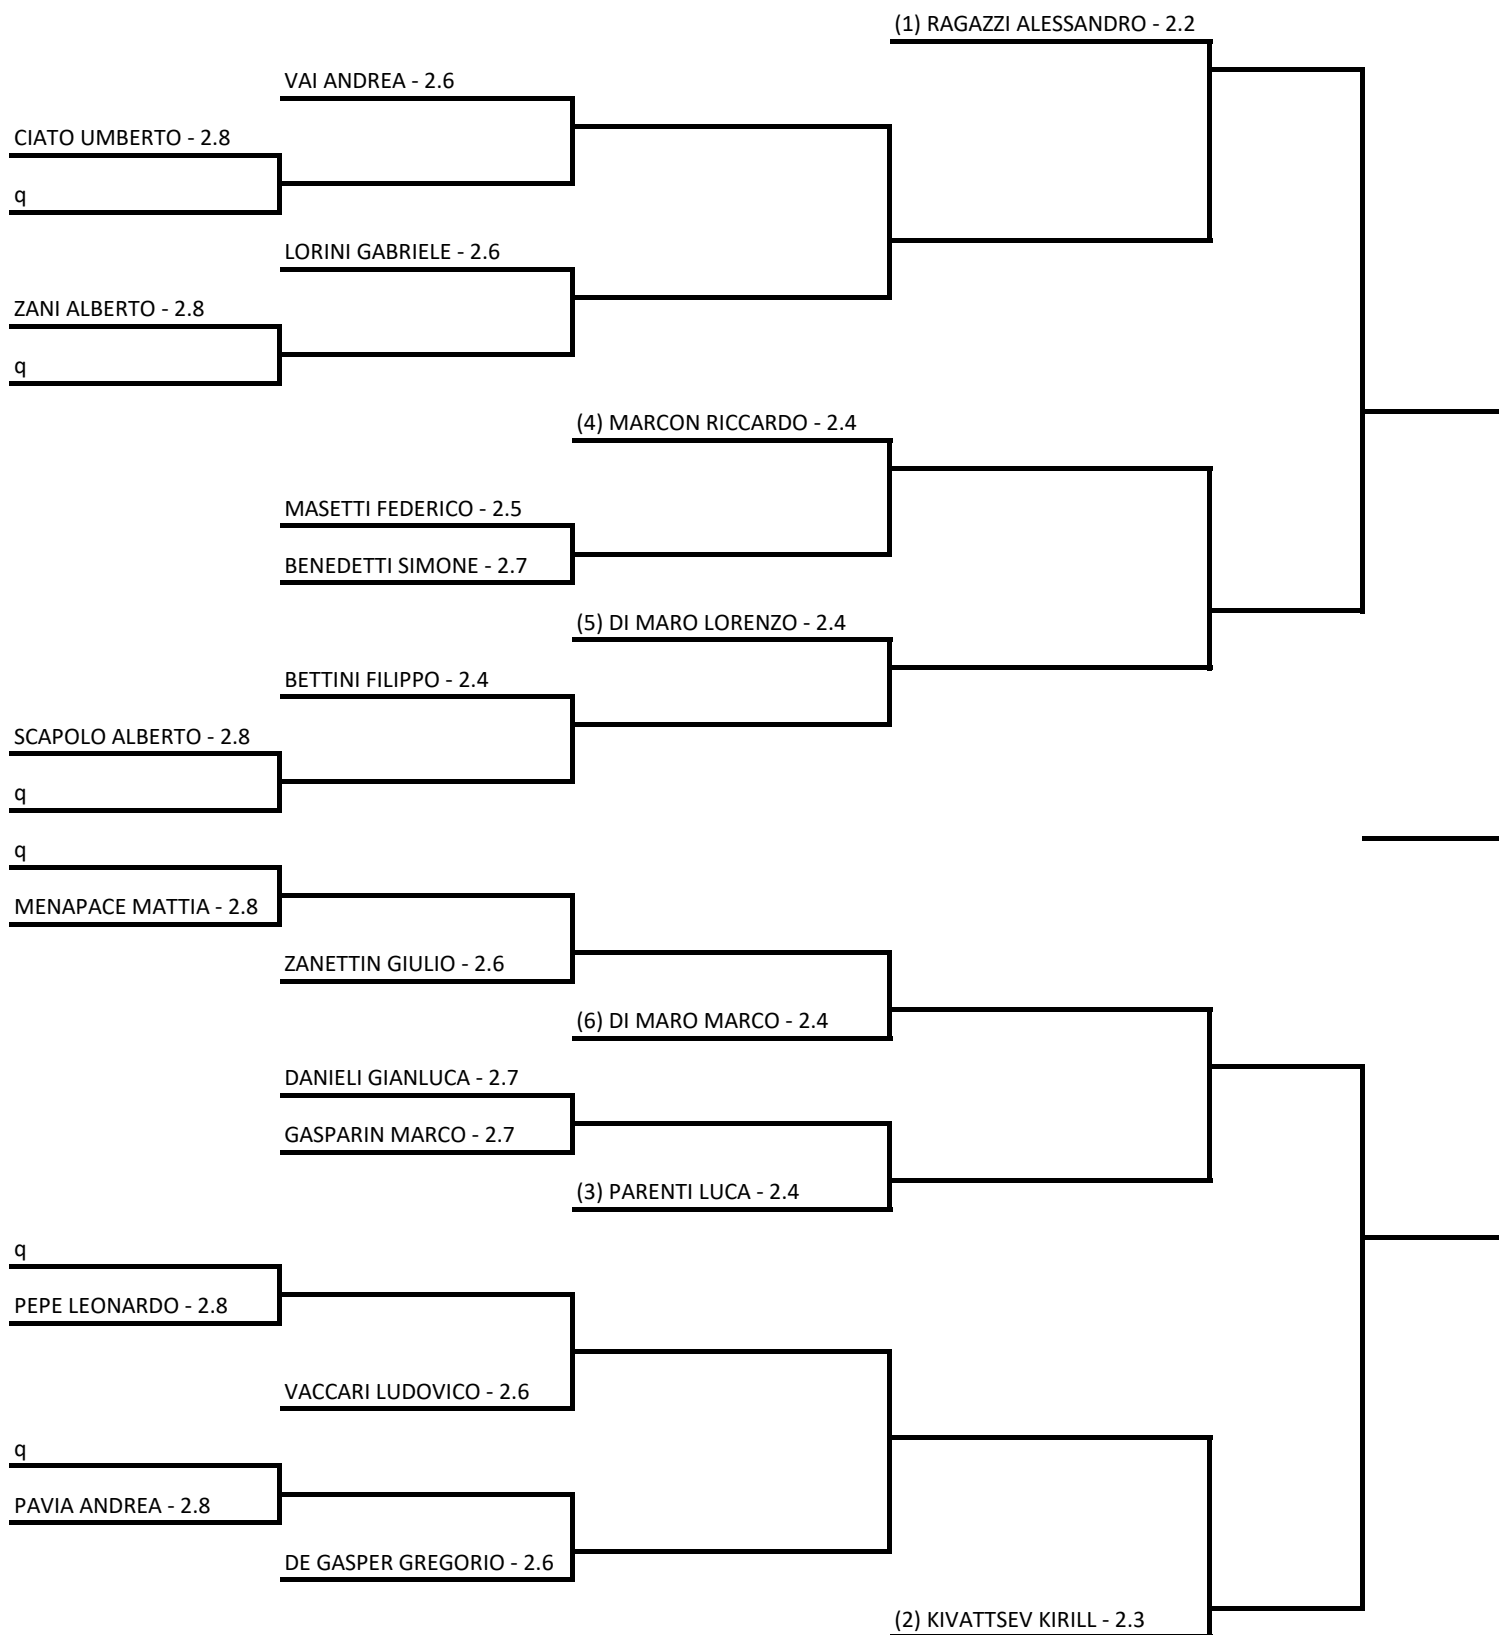 (1) RAGAZZI ALESSANDRO - 2.2
VAI ANDREA - 2.6
CIATO UMBERTO - 2.8
q
LORINI GABRIELE - 2.6
ZANI ALBERTO - 2.8
q
(4) MARCON RICCARDO - 2.4
MASETTI FEDERICO - 2.5
BENEDETTI SIMONE - 2.7
(5) DI MARO LORENZO - 2.4
BETTINI FILIPPO - 2.4
SCAPOLO ALBERTO - 2.8
q
q
MENAPACE MATTIA - 2.8
ZANETTIN GIULIO - 2.6
(6) DI MARO MARCO - 2.4
DANIELI GIANLUCA - 2.7
GASPARIN MARCO - 2.7
(3) PARENTI LUCA - 2.4
q
PEPE LEONARDO - 2.8
VACCARI LUDOVICO - 2.6
q
PAVIA ANDREA - 2.8
DE GASPER GREGORIO - 2.6
(2) KIVATTSEV KIRILL - 2.3